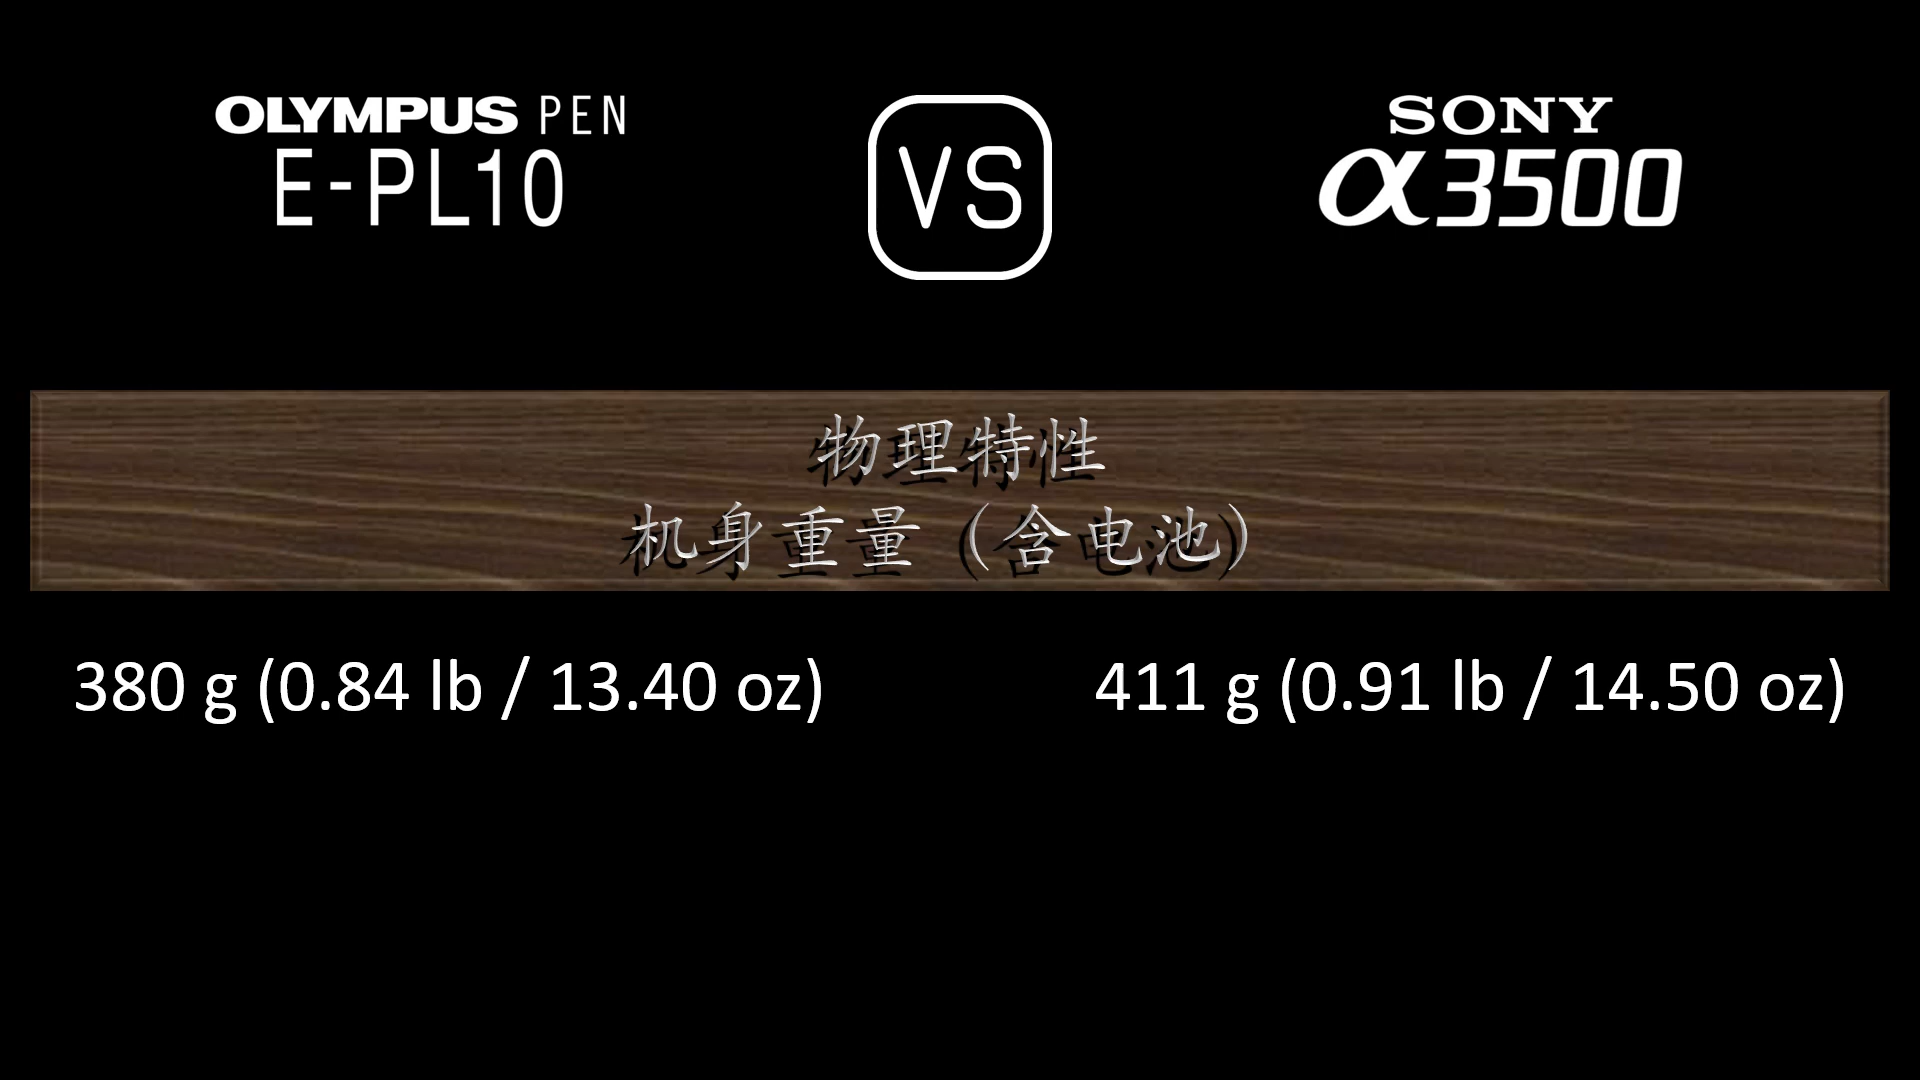 OLYMPUS PEN
E-PL10
VS
SONY
α3500
物理特性
机身重量（含电池）
380 g (0.84 lb / 13.40 oz)
411 g (0.91 lb / 14.50 oz)